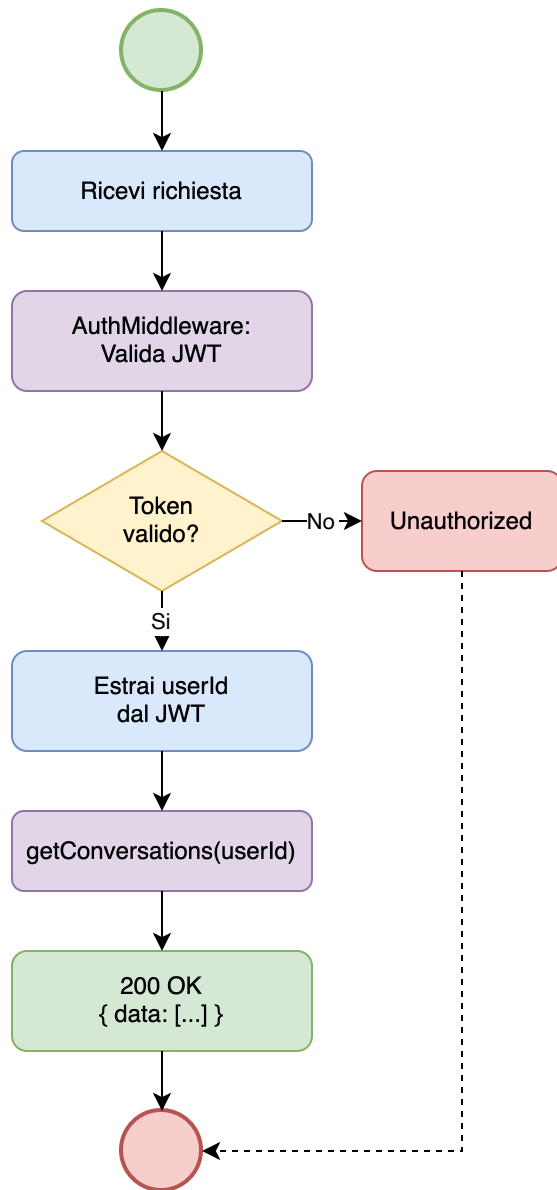 Ricevi richiesta
AuthMiddleware:
Valida JWT
Token
valido?
No
Unauthorized
Si
Estrai userId
dal JWT
getConversations(userId)
200 OK
{ data: [...] }